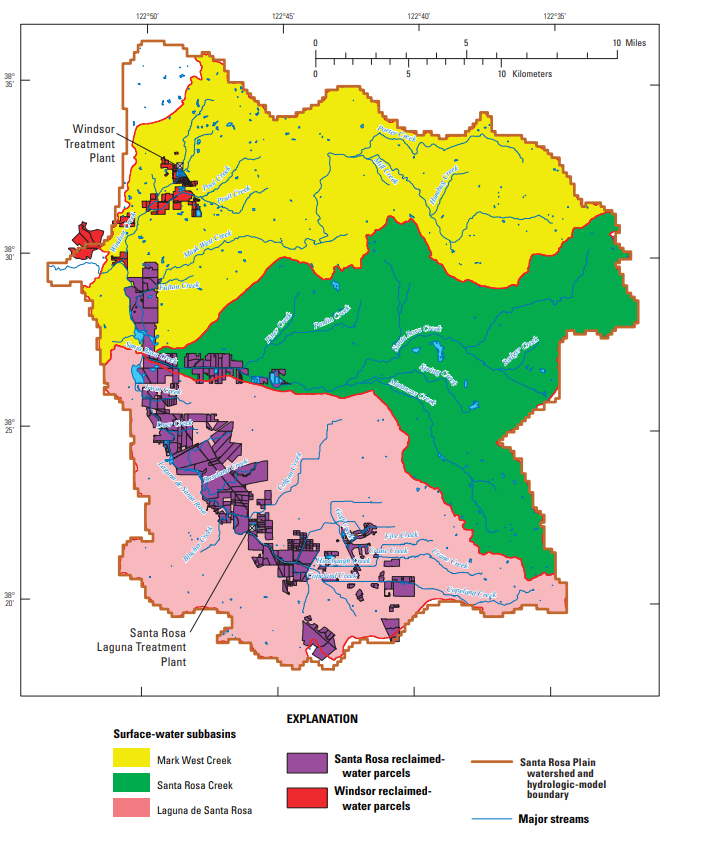 122°50' 122°45' 122°40' 122°35'
0 5 10 Miles
0 5 10 Kilometers
38°
35'
Windsor
Treatment
Plant
Porter Creek
Pool Creek
Pruitt Creek
Humbug Creek
Windsor Creek
Mark West Creek
38°
30'
Fulton Creek
Piner Creek
Paulin Creek
Santa Rosa Creek
Santa Rosa Creek
Badger Creek
Spring Creek
Matanzas Creek
38°
25'
Duer Creek
Roseland Creek
Laguna de Santa Rosa
Colgan Creek
Blucher Creek
Five Creek
Crane Creek
Crane Creek
Hinebaugh Creek
Copeland Creek
Copeland Creek
38°
20'
Santa Rosa
Laguna Treatment
Plant
EXPLANATION
Surface-water subbasins
Mark West Creek
Santa Rosa Creek
Laguna de Santa Rosa
Santa Rosa reclaimed-
water parcels
Windsor reclaimed-
water parcels
Santa Rosa Plain
watershed and
hydrologic-model
boundary
Major streams